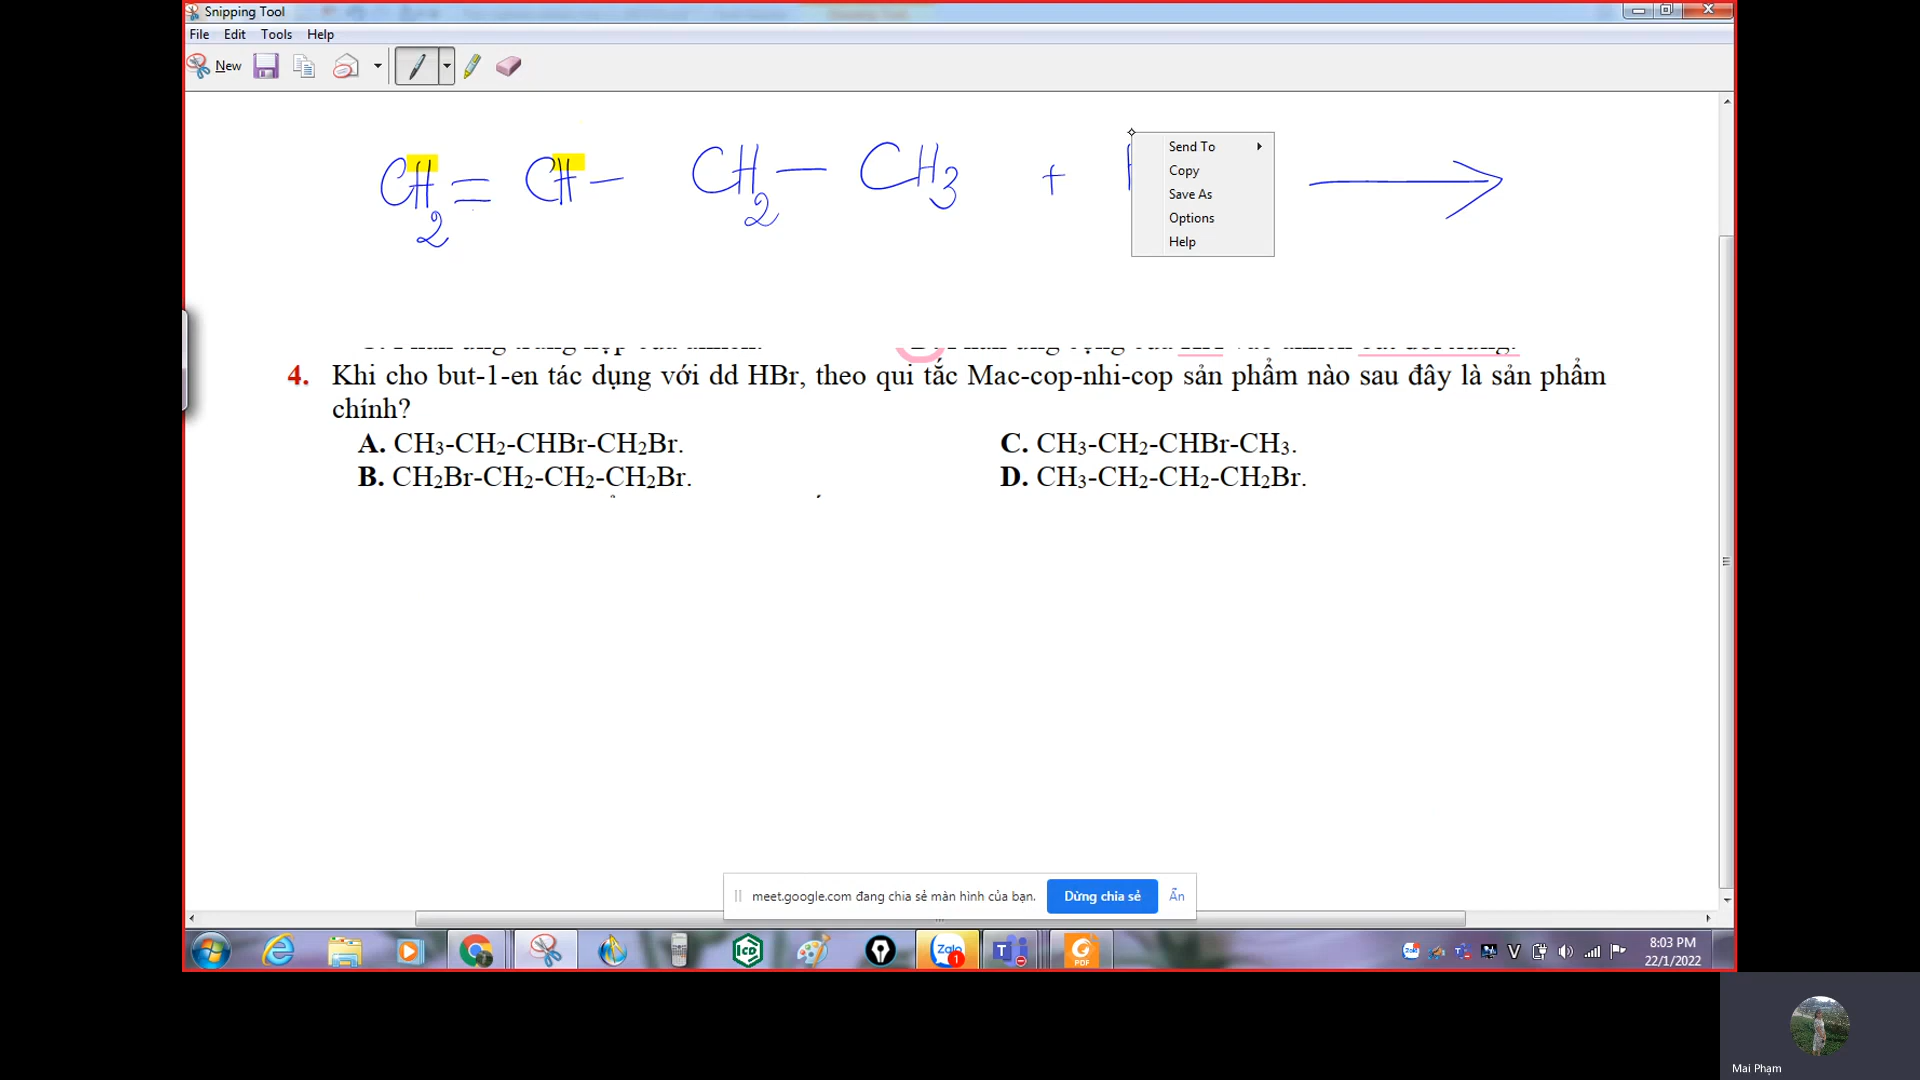 Snipping Tool
File Edit Tools Help
New
CH2 = CH - CH2 - CH3 +
Send To
Copy
Save As
Options
Help
4. Khi cho but-1-en tác dụng với dd HBr, theo qui tắc Mac-cop-nhi-cop sản phẩm nào sau đây là sản phẩm
chính?
A. CH3-CH2-CHBr-CH2Br.
C. CH3-CH2-CHBr-CH3.
B. CH2Br-CH2-CH2-CH2Br.
D. CH3-CH2-CH2-CH2Br.
meet.google.com đang chia sẻ màn hình của bạn. Dừng chia sẻ Ẩn
Zalo 1
PDF
V
8:03 PM
22/1/2022
Mai Phạm